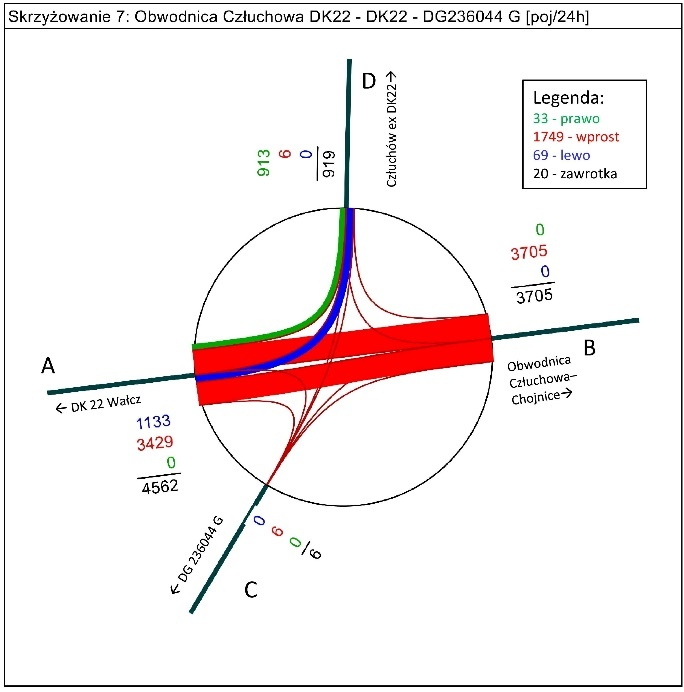 Skrzyżowanie 7: Obwodnica Człuchowa DK22 - DK22 - DG236044 G [poj/24h]
D
Człuchów ex DK22→
913
6
0
919
Legenda:
33 - prawo
1749 - wprost
69 - lewo
20 - zawrotka
0
3705
0
3705
B
Obwodnica
Człuchowa–
Chojnice→
A
← DK 22 Wałcz
1133
3429
0
4562
← DG 236044 G
0
6
0
6
C